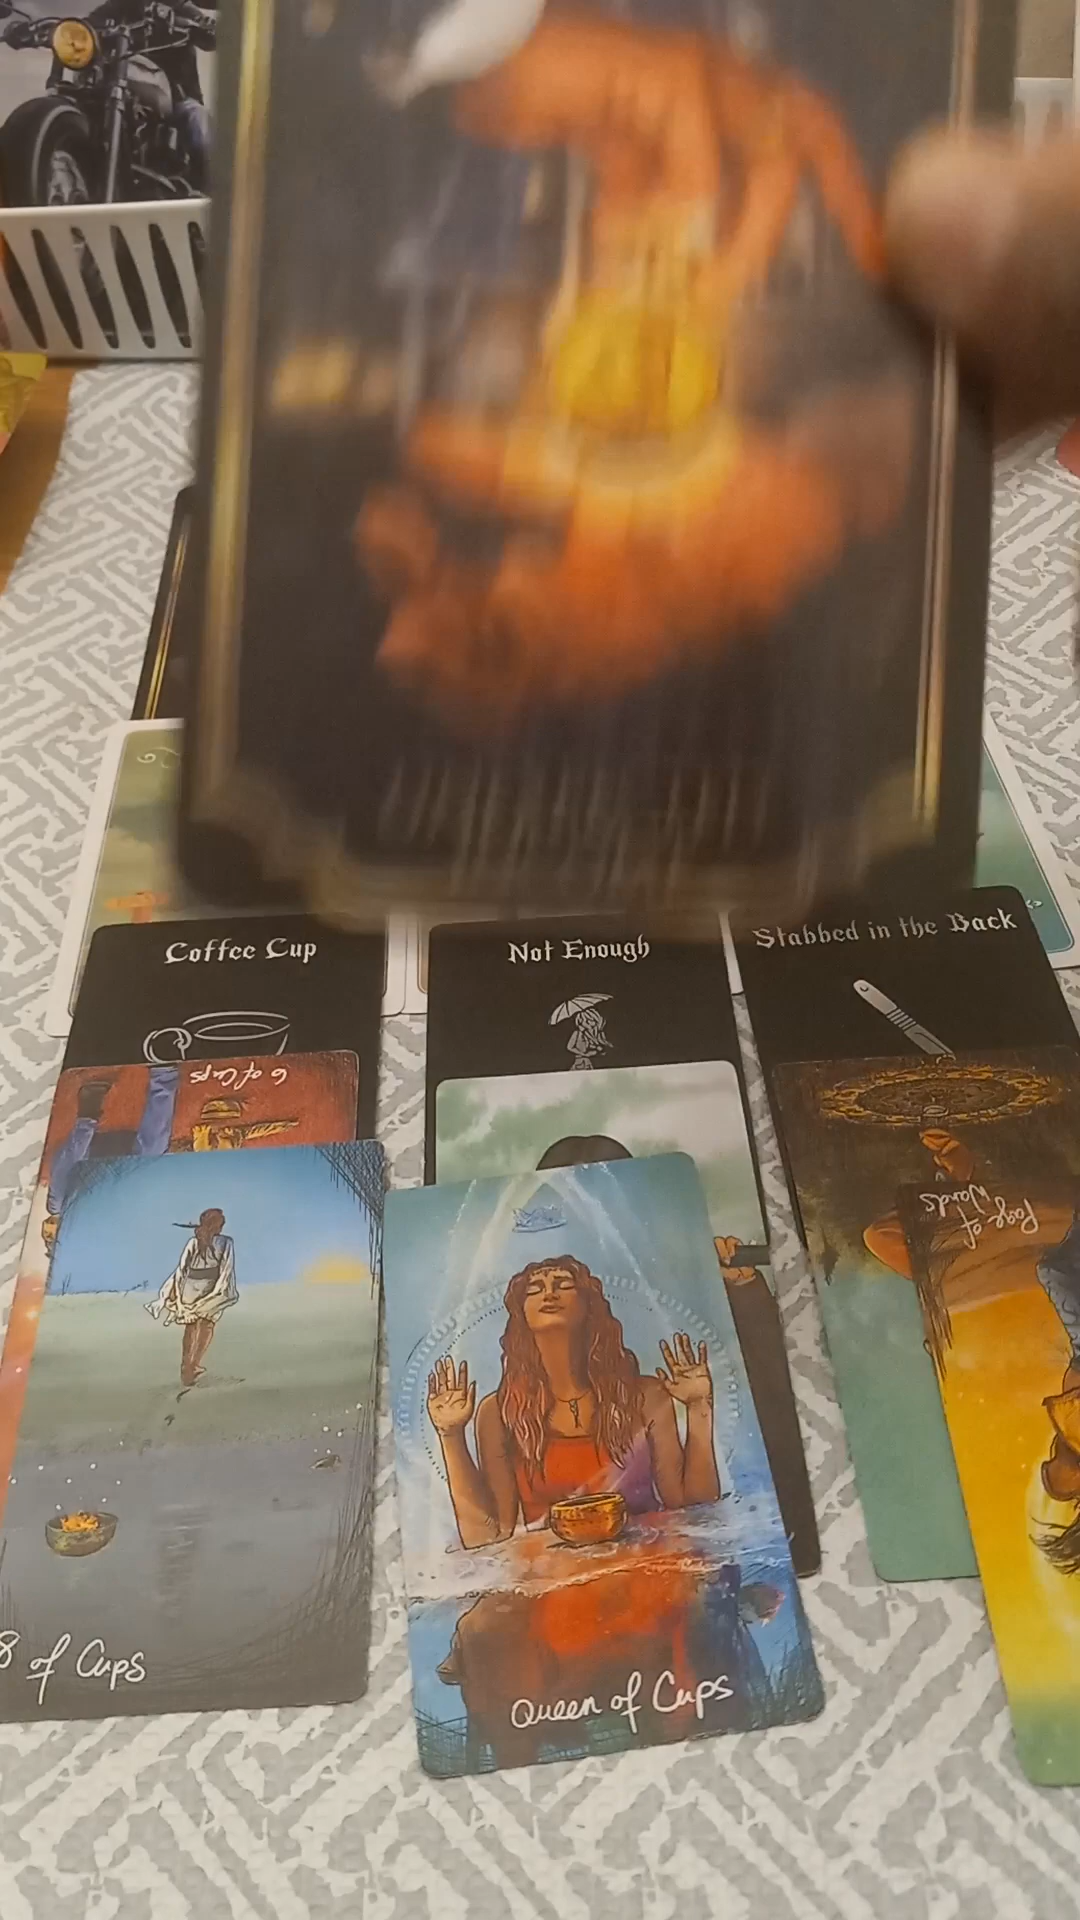 Coffee Cup
Not Enough
Stabbed in the Back
6 of Cups
Page of
Wands
8 of Cups
Queen of Cups